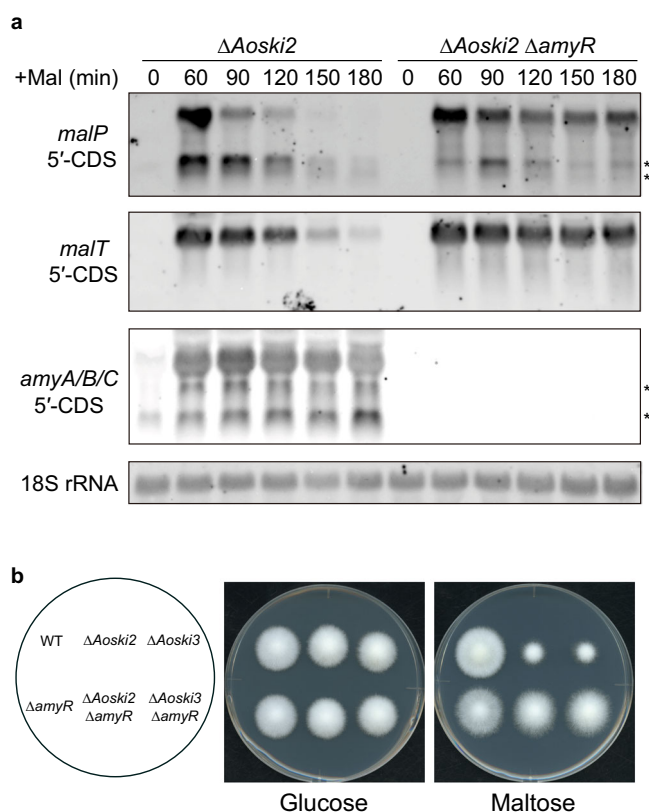 a
ΔAoski2 ΔAoski2 ΔamyR
+Mal (min) 0 60 90 120 150 180 0 60 90 120 150 180
malP
5′-CDS
*
*
malT
5′-CDS
amyA/B/C
5′-CDS
*
*
18S rRNA
b
WT ΔAoski2 ΔAoski3
ΔamyR ΔAoski2 ΔAoski3
ΔamyR ΔamyR
Glucose Maltose